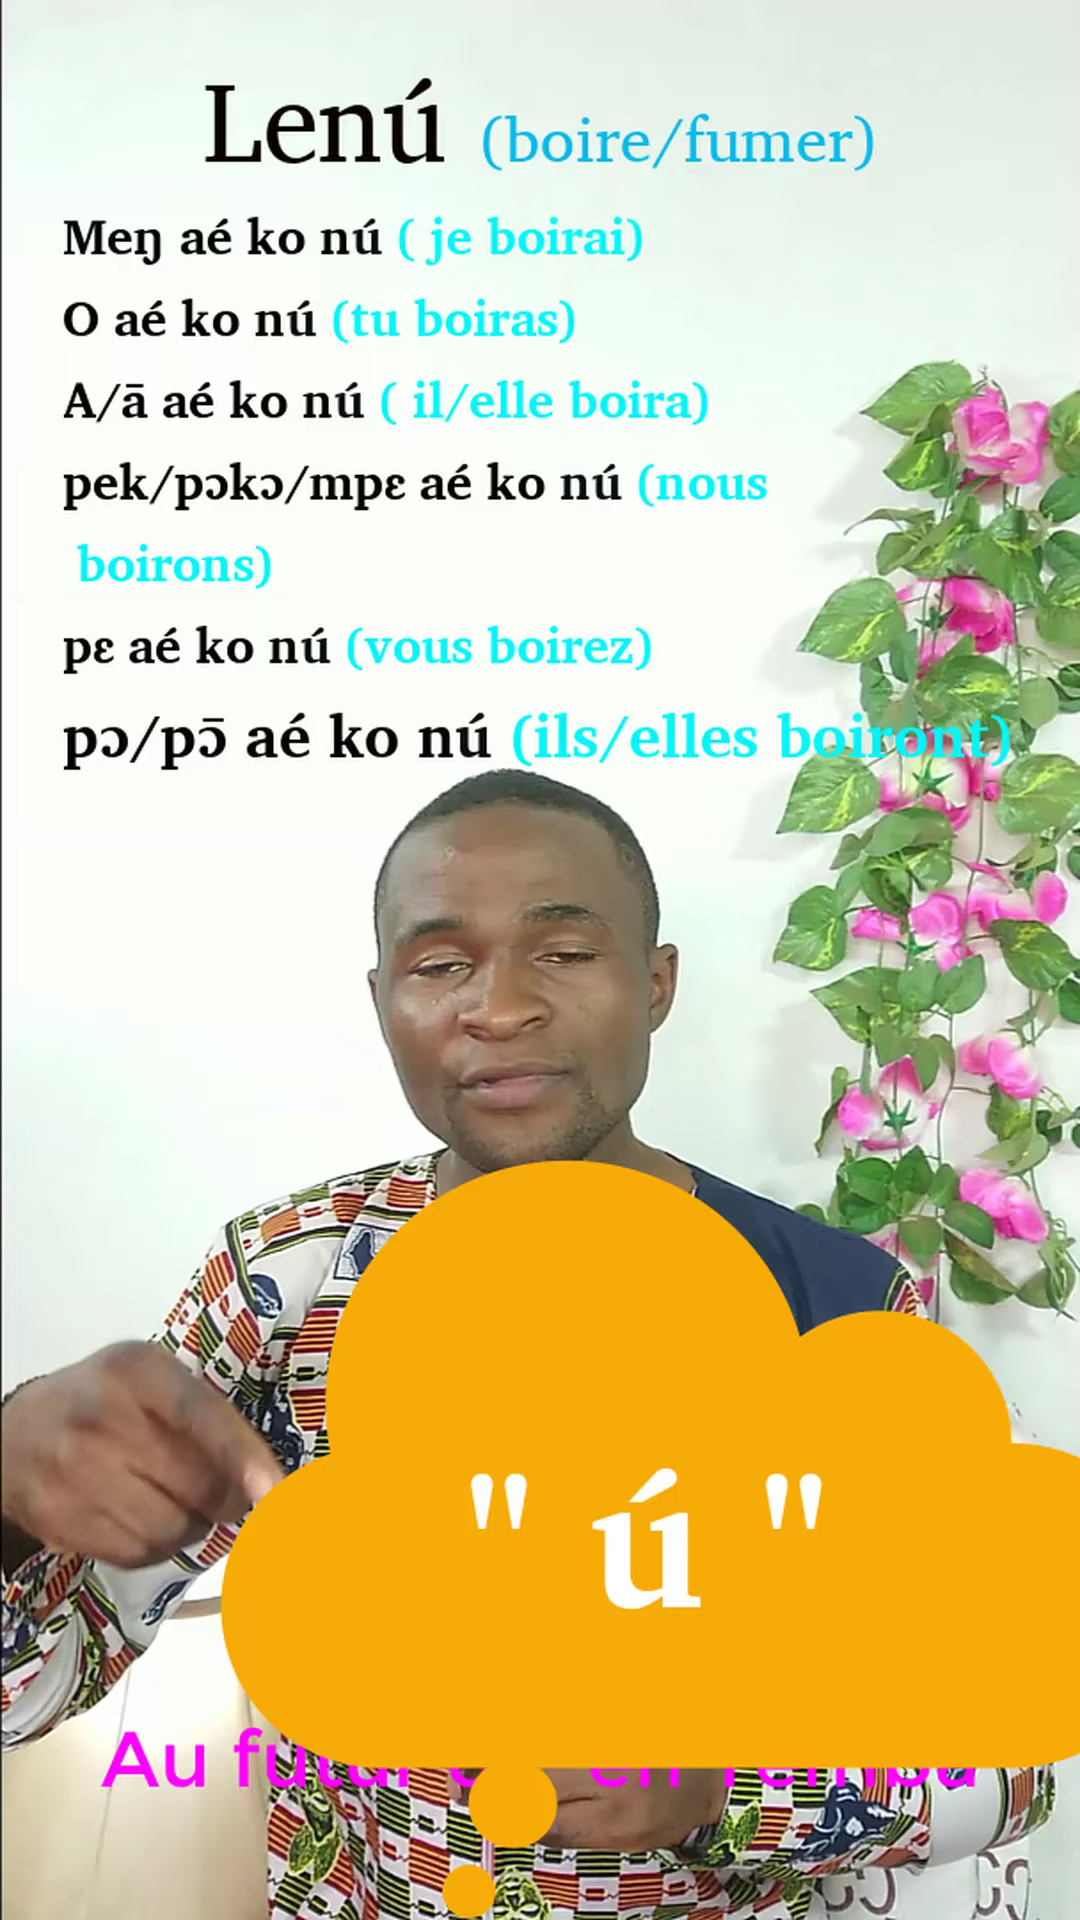 Lenú (boire/fumer)
Meŋ aé ko nú ( je boirai)
O aé ko nú (tu boiras)
A/ā aé ko nú ( il/elle boira)
pek/pɔkɔ/mpɛ aé ko nú (nous
boirons)
pɛ aé ko nú (vous boirez)
pɔ/pɔ̄ aé ko nú (ils/elles boiront)
" ú "
Au futur en